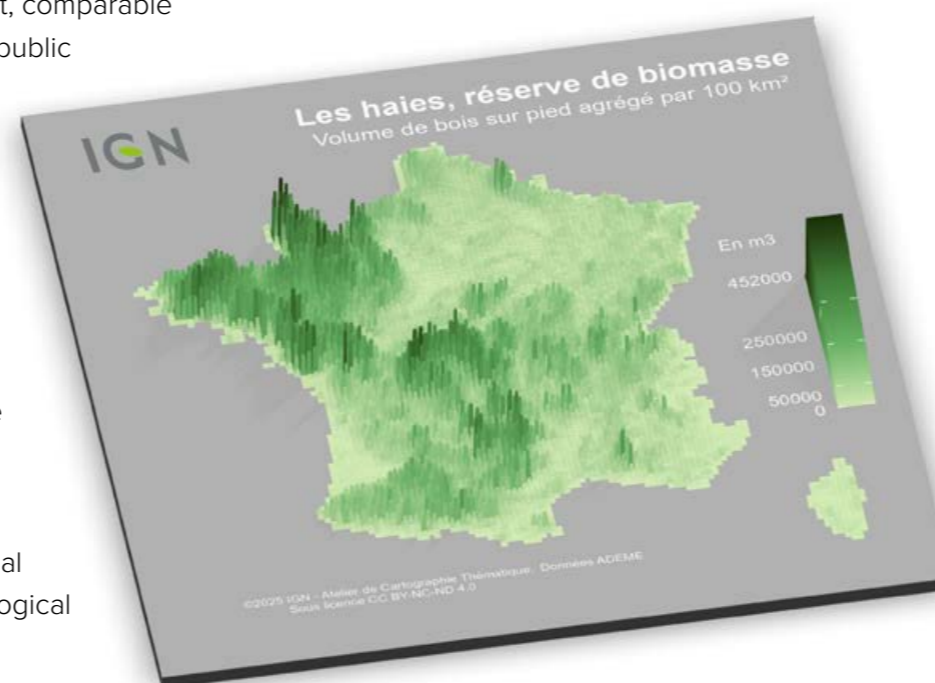 t, comparable
public
al
ogical
IGN
Les haies, réserve de biomasse
Volume de bois sur pied agrégé par 100 km²
En m3
452000
250000
150000
50000
0
©2025 IGN - Atelier de Cartographie Thématique. Données ADEME
Sous licence CC BY-NC-ND 4.0